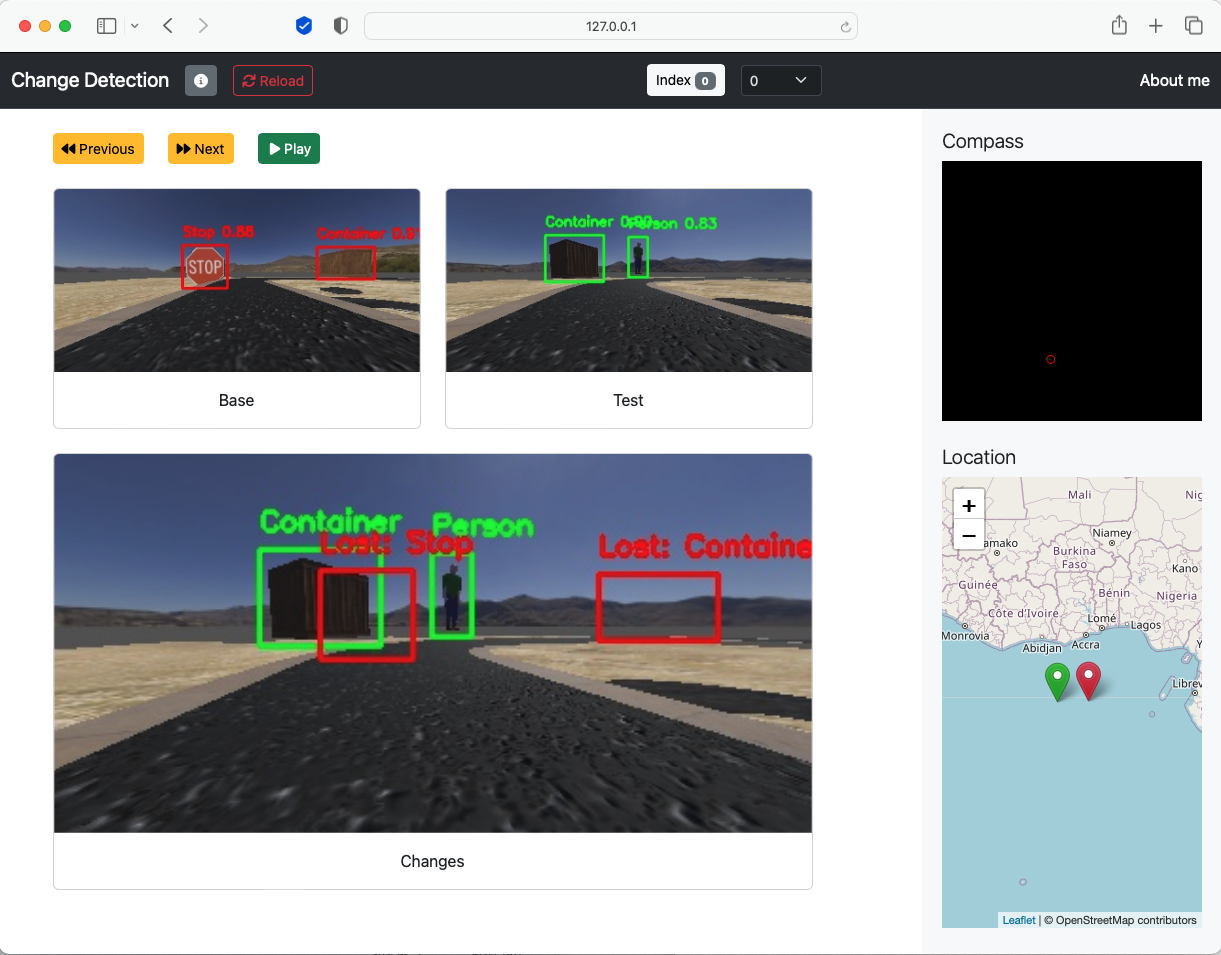 127.0.0.1
Change Detection
Reload
Index 0
0
About me
Previous
Next
Play
Stop 0.88
STOP
Container 0.9
Container
Person 0.83
Base
Test
Container
Person
Lost: Stop
Lost: Containe
Changes
Compass
Location
+
−
Mali
Nig
amako
Niamey
Burkina
Faso
Kano
Guinée
Bénin
Nigeria
Côte d'Ivoire
Lomé
Lagos
Monrovia
Abidjan
Accra
Librev
Leaflet | © OpenStreetMap contributors